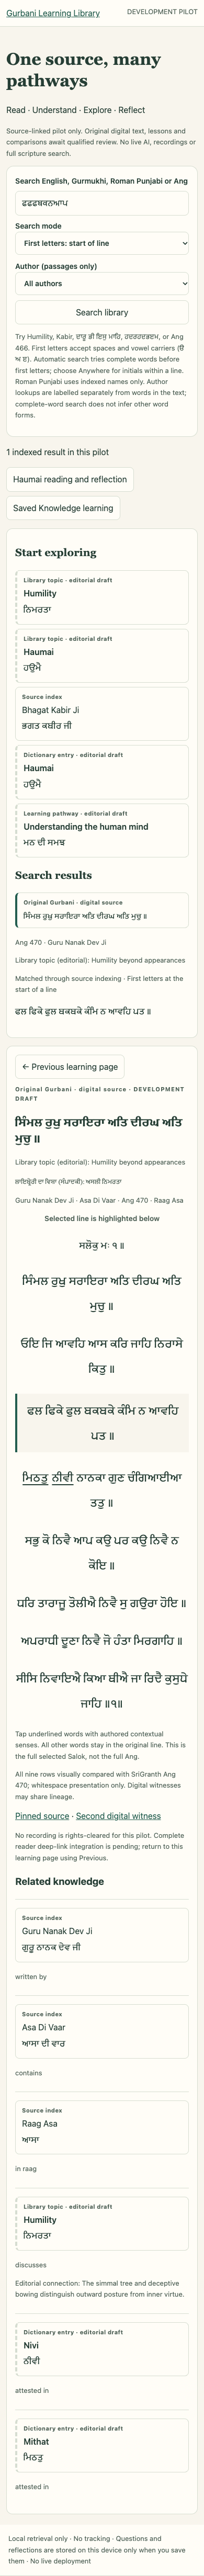 Gurbani Learning Library
DEVELOPMENT PILOT
One source, many
pathways
Read · Understand · Explore · Reflect
Source-linked pilot only. Original digital text, lessons and
comparisons await qualified review. No live AI, recordings or
full scripture search.
Search English, Gurmukhi, Roman Punjabi or Ang
ਫਫਫਬਕਨਆਪ
Search mode
First letters: start of line
Author (passages only)
All authors
Search library
466. First letters accept spaces and vowel carriers (ੳ
ਅ ੲ). Automatic search tries complete words before
first letters; choose Anywhere for initials within a line.
Roman Punjabi uses indexed names only. Author
lookups are labelled separately from words in the text;
complete-word search does not infer other word
forms.
1 indexed result in this pilot
Haumai reading and reflection
Saved Knowledge learning
Start exploring
Library topic · editorial draft
Humility
ਨਿਮਰਤਾ
Library topic · editorial draft
Haumai
ਹਉਮੈ
Source index
Bhagat Kabir Ji
ਭਗਤ ਕਬੀਰ ਜੀ
Dictionary entry · editorial draft
Haumai
ਹਉਮੈ
Learning pathway · editorial draft
Understanding the human mind
ਮਨ ਦੀ ਸਮਝ
Search results
Original Gurbani · digital source
ਸਿੰਮਲ ਰੁਖੁ ਸਰਾਇਰਾ ਅਤਿ ਦੀਰਘ ਅਤਿ ਮੁਚੁ ॥
Ang 470 · Guru Nanak Dev Ji
Library topic (editorial): Humility beyond appearances
Matched through source indexing · First letters at the
start of a line
ਫਲ ਫਿਕੇ ਫੁਲ ਬਕਬਕੇ ਕੰਮਿ ਨ ਆਵਹਿ ਪਤ ॥
← Previous learning page
Original Gurbani · digital source · DEVELOPMENT
DRAFT
ਸਿੰਮਲ ਰੁਖੁ ਸਰਾਇਰਾ ਅਤਿ ਦੀਰਘ ਅਤਿ
ਮੁਚੁ ॥
Library topic (editorial): Humility beyond appearances
ਲਾਇਬ੍ਰੇਰੀ ਦਾ ਵਿਸ਼ਾ (ਸੰਪਾਦਕੀ): ਅਸਲੀ ਨਿਮਰਤਾ
Guru Nanak Dev Ji · Asa Di Vaar · Ang 470 · Raag Asa
Selected line is highlighted below
ਸਲੋਕੁ ਮਃ ੧ ॥
ਸਿੰਮਲ ਰੁਖੁ ਸਰਾਇਰਾ ਅਤਿ ਦੀਰਘ ਅਤਿ
ਮੁਚੁ ॥
ਓਇ ਜਿ ਆਵਹਿ ਆਸ ਕਰਿ ਜਾਹਿ ਨਿਰਾਸੇ
ਕਿਤੁ ॥
ਫਲ ਫਿਕੇ ਫੁਲ ਬਕਬਕੇ ਕੰਮਿ ਨ ਆਵਹਿ
ਪਤ ॥
ਮਿਠਤੁ ਨੀਵੀ ਨਾਨਕਾ ਗੁਣ ਚੰਗਿਆਈਆ
ਤਤੁ ॥
ਸਭੁ ਕੋ ਨਿਵੈ ਆਪ ਕਉ ਪਰ ਕਉ ਨਿਵੈ ਨ
ਕੋਇ ॥
ਧਰਿ ਤਾਰਾਜੂ ਤੋਲੀਐ ਨਿਵੈ ਸੁ ਗਉਰਾ ਹੋਇ ॥
ਅਪਰਾਧੀ ਦੂਣਾ ਨਿਵੈ ਜੋ ਹੰਤਾ ਮਿਰਗਾਹਿ ॥
ਸੀਸਿ ਨਿਵਾਇਐ ਕਿਆ ਥੀਐ ਜਾ ਰਿਦੈ ਕੁਸੁਧੇ
ਜਾਹਿ ॥੧॥
Tap underlined words with authored contextual
senses. All other words stay in the original line. This is
the full selected Salok, not the full Ang.
All nine rows visually compared with SriGranth Ang
470; whitespace presentation only. Digital witnesses
may share lineage.
Pinned source · Second digital witness
No recording is rights-cleared for this pilot. Complete
reader deep-link integration is pending; return to this
learning page using Previous.
Related knowledge
Source index
Guru Nanak Dev Ji
ਗੁਰੂ ਨਾਨਕ ਦੇਵ ਜੀ
written by
Source index
Asa Di Vaar
ਆਸਾ ਦੀ ਵਾਰ
contains
Source index
Raag Asa
ਆਸਾ
in raag
Library topic · editorial draft
Humility
ਨਿਮਰਤਾ
discusses
Editorial connection: The simmal tree and deceptive
bowing distinguish outward posture from inner virtue.
Dictionary entry · editorial draft
Nivi
ਨੀਵੀ
attested in
Dictionary entry · editorial draft
Mithat
ਮਿਠਤੁ
attested in
Local retrieval only · No tracking · Questions and
reflections are stored on this device only when you save
them · No live deployment